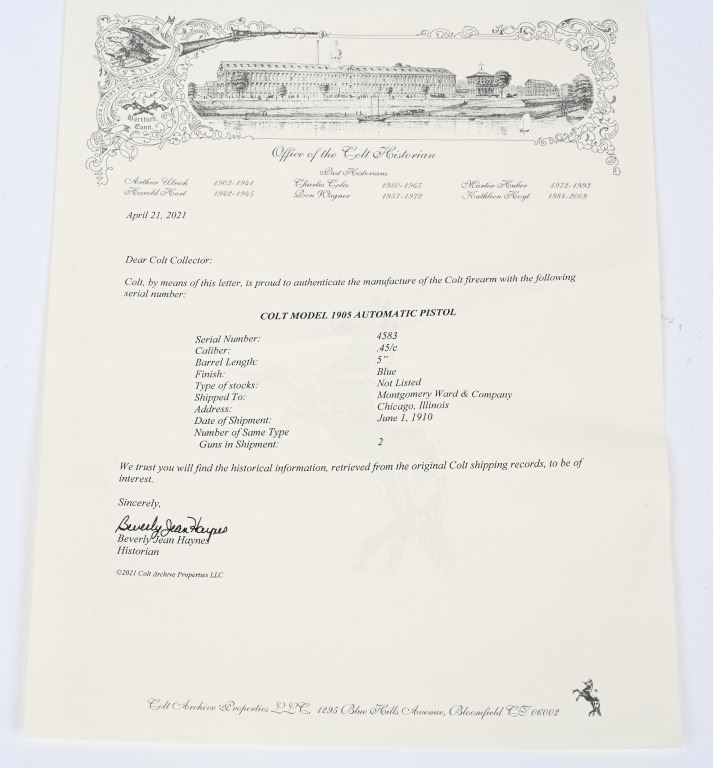 Hartford,
Conn.
Office of the Colt Historian
Past Historians
Arthur Ulrich 1903-1941 Charles Coles 1950-1965 Martin Huber 1972-1993
Harold Hart 1942-1945 Ron Wagner 1957-1972 Kathleen Hoyt 1988-2009
April 21, 2021
Dear Colt Collector:
Colt, by means of this letter, is proud to authenticate the manufacture of the Colt firearm with the following
serial number:
COLT MODEL 1905 AUTOMATIC PISTOL
Serial Number: 4583
Caliber: .45/c
Barrel Length: 5"
Finish: Blue
Type of stocks: Not Listed
Shipped To: Montgomery Ward & Company
Address: Chicago, Illinois
Date of Shipment: June 1, 1910
Number of Same Type
Guns in Shipment: 2
We trust you will find the historical information, retrieved from the original Colt shipping records, to be of
interest.
Sincerely,
Beverly Jean Haynes
Beverly Jean Haynes
Historian
©2021 Colt Archive Properties LLC
Colt Archive Properties LLC, 1295 Blue Hills Avenue, Bloomfield CT 06002